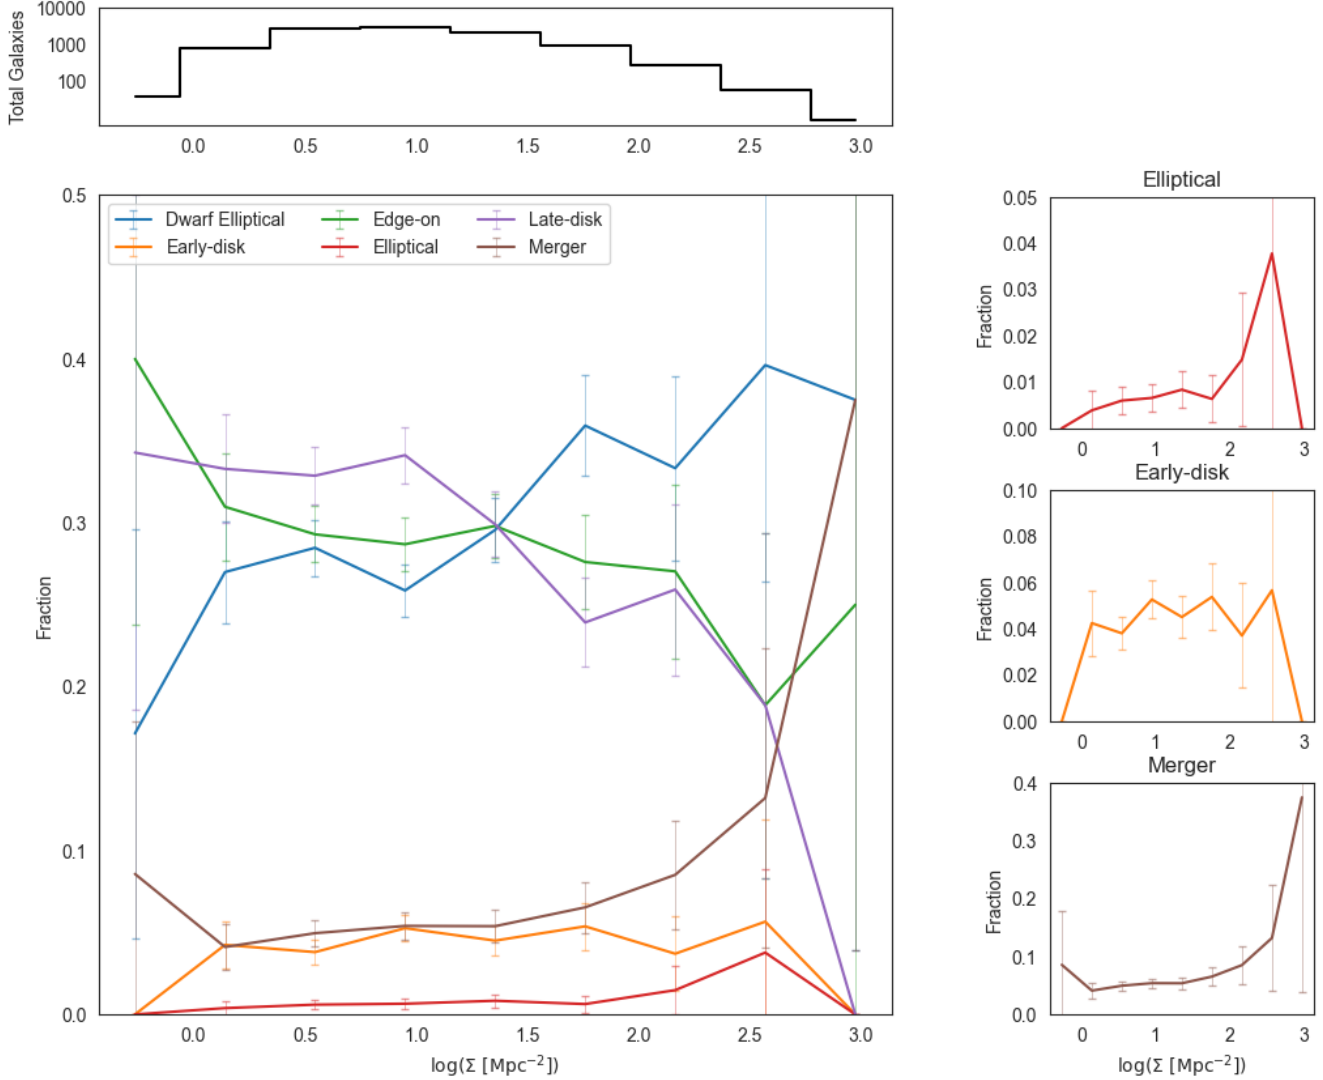 Total Galaxies
10000
1000
100
0.0 0.5 1.0 1.5 2.0 2.5 3.0
Fraction
0.5
0.4
0.3
0.2
0.1
0.0
Dwarf Elliptical Edge-on Late-disk
Early-disk Elliptical Merger
0.0 0.5 1.0 1.5 2.0 2.5 3.0
log(Σ [Mpc⁻²])
Elliptical
Fraction
0.05
0.04
0.03
0.02
0.01
0.00
0 1 2 3
Early-disk
Fraction
0.10
0.08
0.06
0.04
0.02
0.00
0 1 2 3
Merger
Fraction
0.4
0.3
0.2
0.1
0.0
0 1 2 3
log(Σ [Mpc⁻²])